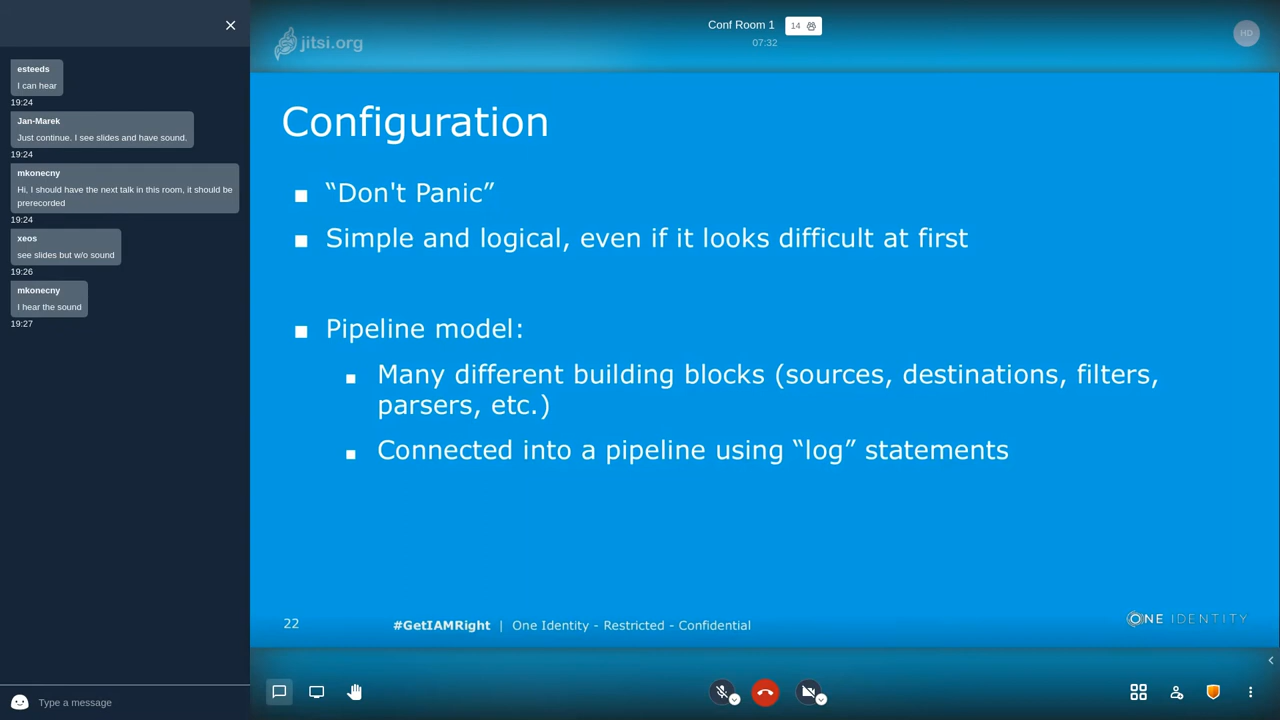 esteeds
I can hear
19:24
Jan-Marek
Just continue. I see slides and have sound.
19:24
mkonecny
Hi, I should have the next talk in this room, it should be
prerecorded
19:24
xeos
see slides but w/o sound
19:26
mkonecny
I hear the sound
19:27
Type a message
jitsi.org
Conf Room 1
14
07:32
HD
Configuration
“Don't Panic”
Simple and logical, even if it looks difficult at first
Pipeline model:
Many different building blocks (sources, destinations, filters,
parsers, etc.)
Connected into a pipeline using “log” statements
22
#GetIAMRight | One Identity - Restricted - Confidential
ONE IDENTITY